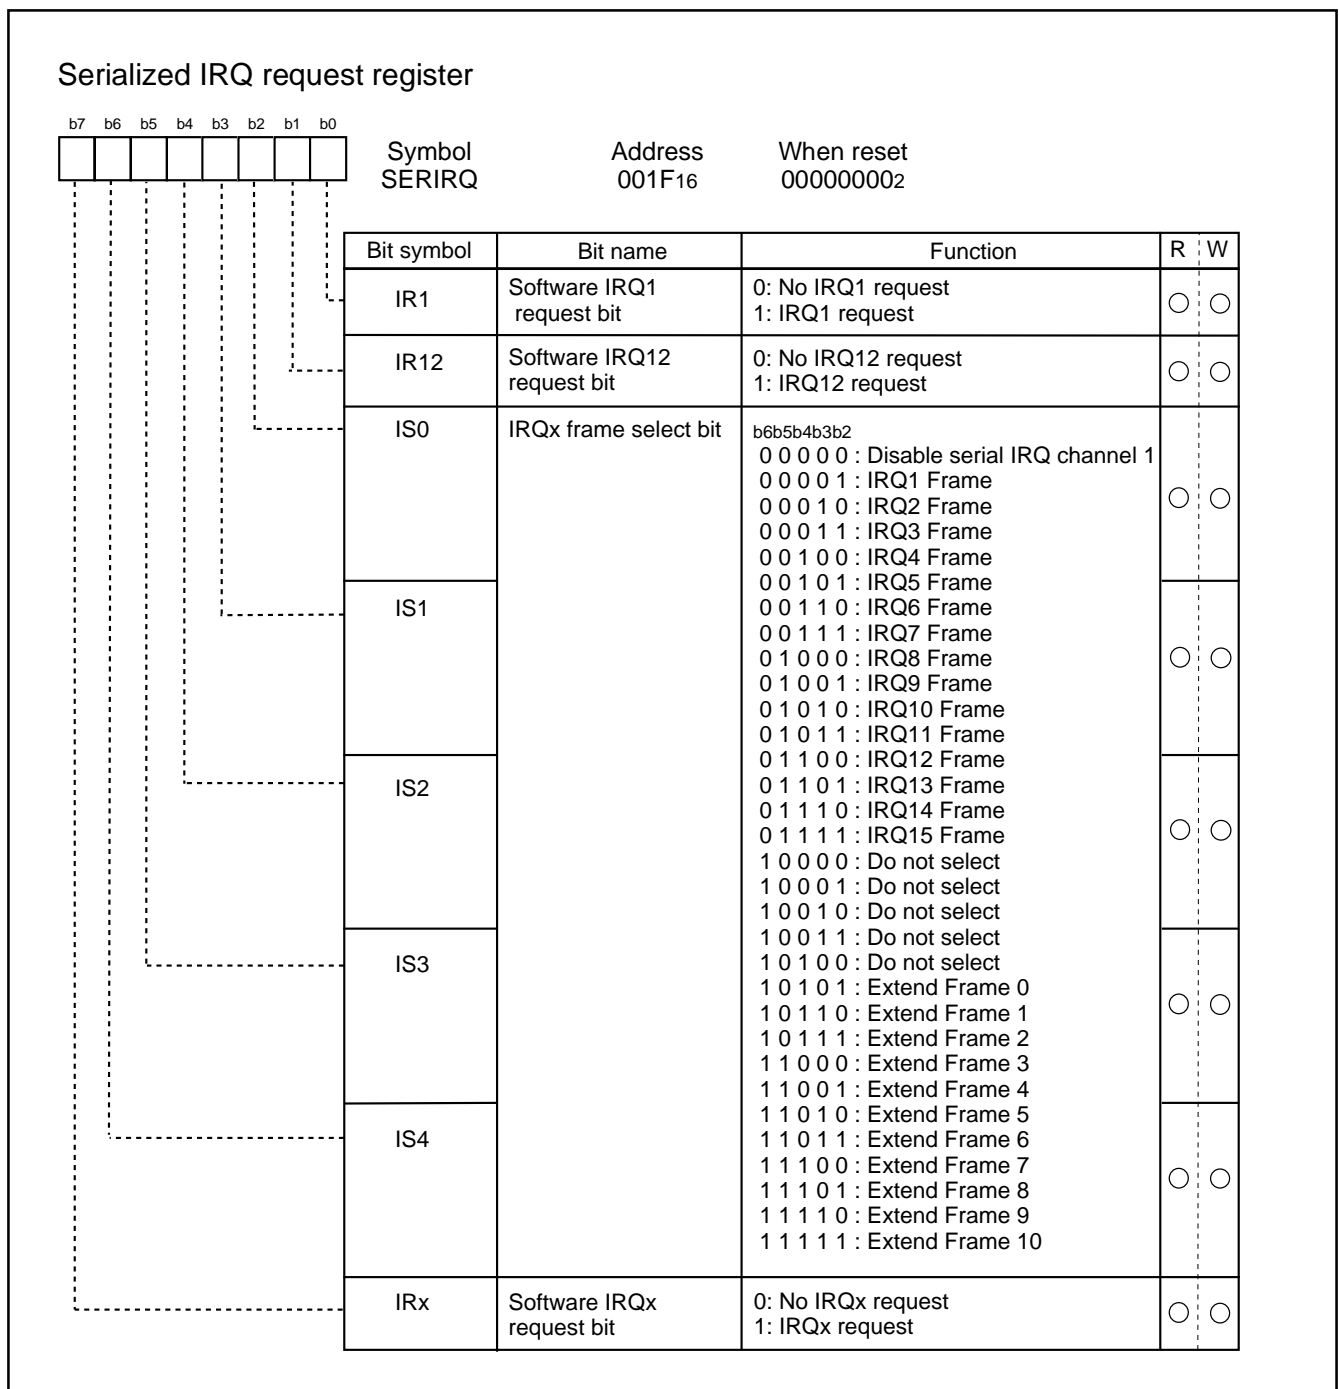 Serialized IRQ request register
b7 b6 b5 b4 b3 b2 b1 b0
Symbol Address When reset
SERIRQ 001F16 000000002
Bit symbol Bit name Function R W
IR1 Software IRQ1 request bit 0: No IRQ1 request
1: IRQ1 request
IR12 Software IRQ12 request bit 0: No IRQ12 request
1: IRQ12 request
IS0 IRQx frame select bit b6b5b4b3b2
0 0 0 0 0 : Disable serial IRQ channel 1
0 0 0 0 1 : IRQ1 Frame
0 0 0 1 0 : IRQ2 Frame
0 0 0 1 1 : IRQ3 Frame
0 0 1 0 0 : IRQ4 Frame
0 0 1 0 1 : IRQ5 Frame
IS1 0 0 1 1 0 : IRQ6 Frame
0 0 1 1 1 : IRQ7 Frame
0 1 0 0 0 : IRQ8 Frame
0 1 0 0 1 : IRQ9 Frame
0 1 0 1 0 : IRQ10 Frame
0 1 0 1 1 : IRQ11 Frame
0 1 1 0 0 : IRQ12 Frame
IS2 0 1 1 0 1 : IRQ13 Frame
0 1 1 1 0 : IRQ14 Frame
0 1 1 1 1 : IRQ15 Frame
1 0 0 0 0 : Do not select
1 0 0 0 1 : Do not select
1 0 0 1 0 : Do not select
1 0 0 1 1 : Do not select
IS3 1 0 1 0 0 : Do not select
1 0 1 0 1 : Extend Frame 0
1 0 1 1 0 : Extend Frame 1
1 0 1 1 1 : Extend Frame 2
1 1 0 0 0 : Extend Frame 3
1 1 0 0 1 : Extend Frame 4
1 1 0 1 0 : Extend Frame 5
IS4 1 1 0 1 1 : Extend Frame 6
1 1 1 0 0 : Extend Frame 7
1 1 1 0 1 : Extend Frame 8
1 1 1 1 0 : Extend Frame 9
1 1 1 1 1 : Extend Frame 10
IRx Software IRQx request bit 0: No IRQx request
1: IRQx request